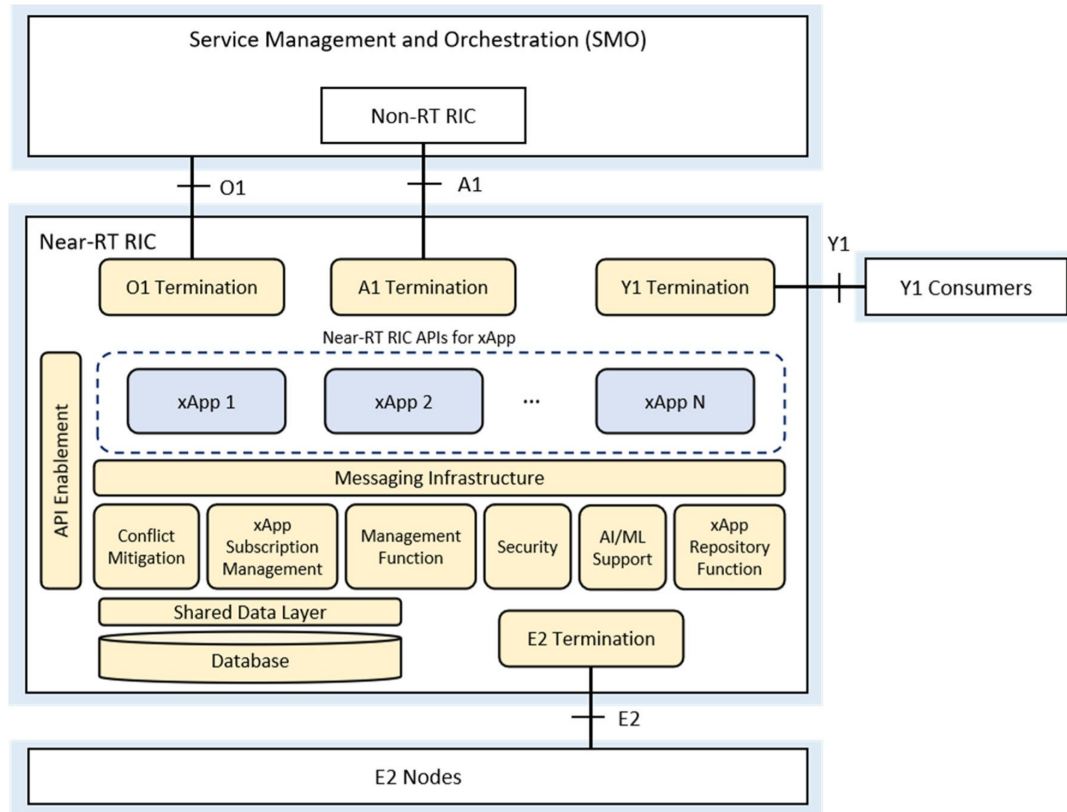 Service Management and Orchestration (SMO)
Non-RT RIC
O1
A1
Near-RT RIC
Y1
O1 Termination
A1 Termination
Y1 Termination
Y1 Consumers
Near-RT RIC APIs for xApp
API Enablement
xApp 1
xApp 2
...
xApp N
Messaging Infrastructure
Conflict
Mitigation
xApp
Subscription
Management
Management
Function
Security
AI/ML
Support
xApp
Repository
Function
Shared Data Layer
Database
E2 Termination
E2
E2 Nodes